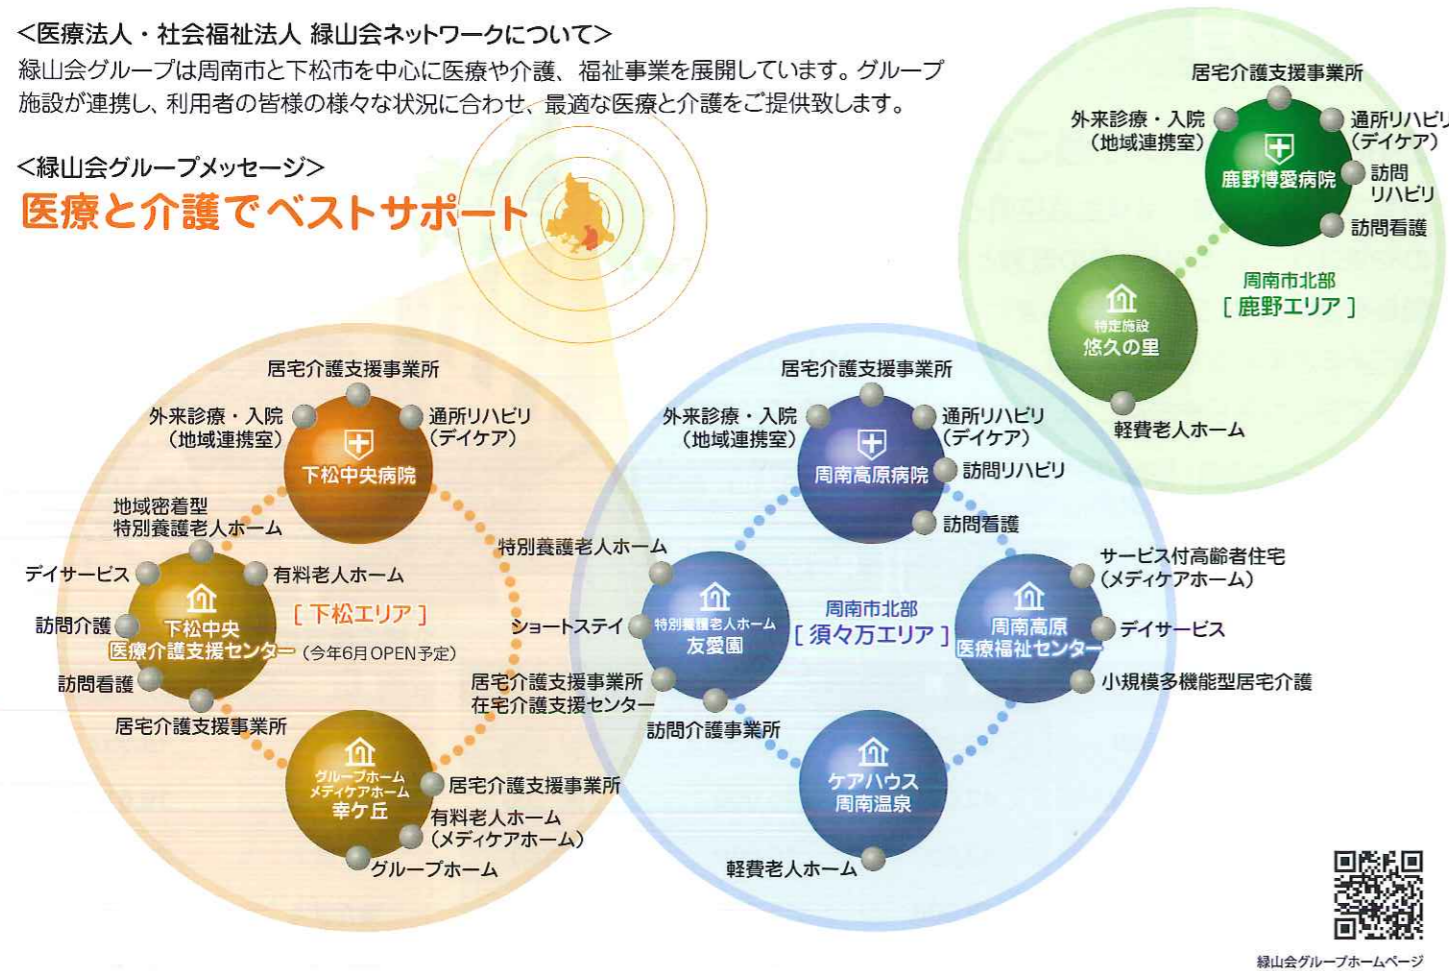 <医療法人・社会福祉法人 緑山会ネットワークについて>
緑山会グループは周南市と下松市を中心に医療や介護、福祉事業を展開しています。グループ
施設が連携し、利用者の皆様の様々な状況に合わせ、最適な医療と介護をご提供致します。
<緑山会グループメッセージ>
医療と介護でベストサポート
居宅介護支援事業所
外来診療・入院
(地域連携室)
通所リハビリ
(デイケア)
鹿野博愛病院
訪問
リハビリ
訪問看護
周南市北部
[ 鹿野エリア ]
特定施設
悠久の里
軽費老人ホーム
居宅介護支援事業所
外来診療・入院
(地域連携室)
通所リハビリ
(デイケア)
下松中央病院
地域密着型
特別養護老人ホーム
デイサービス
有料老人ホーム
訪問介護
下松中央
医療介護支援センター
(今年6月OPEN予定)
[ 下松エリア ]
訪問看護
居宅介護支援事業所
グループホーム
メディケアホーム
幸ケ丘
居宅介護支援事業所
有料老人ホーム
(メディケアホーム)
グループホーム
居宅介護支援事業所
外来診療・入院
(地域連携室)
通所リハビリ
(デイケア)
周南高原病院
訪問リハビリ
訪問看護
特別養護老人ホーム
ショートステイ
特別養護老人ホーム
友愛園
居宅介護支援事業所
在宅介護支援センター
訪問介護事業所
周南市北部
[ 須々万エリア ]
サービス付高齢者住宅
(メディケアホーム)
周南高原
医療福祉センター
デイサービス
小規模多機能型居宅介護
ケアハウス
周南温泉
軽費老人ホーム
緑山会グループホームページ